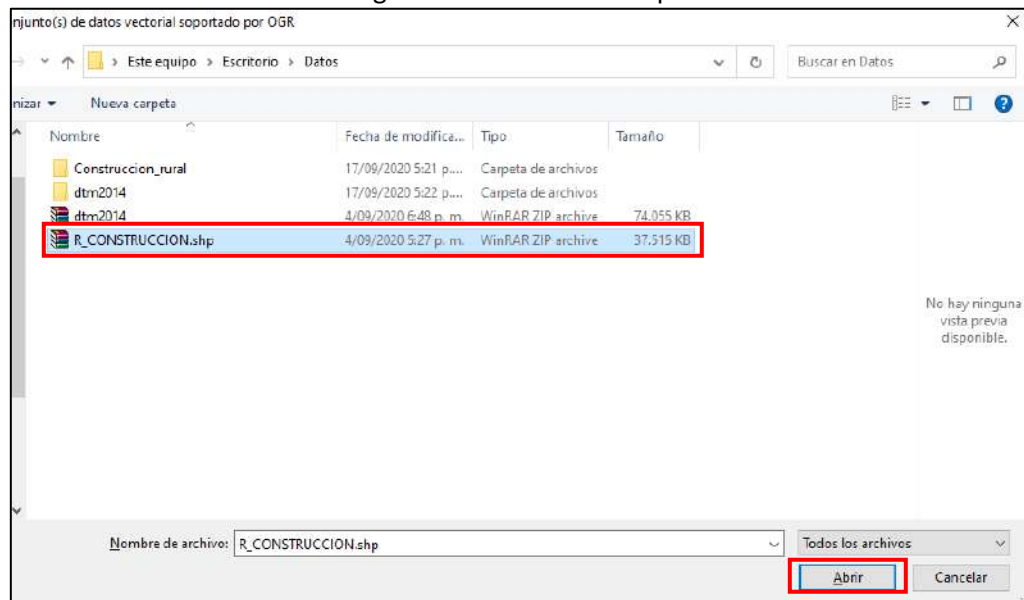 njunto(s) de datos vectorial soportado por OGR
Este equipo > Escritorio > Datos
Buscar en Datos
nizar
Nueva carpeta
Nombre Fecha de modifica... Tipo Tamaño
Construccion_rural 17/09/2020 5:21 p.... Carpeta de archivos
dtm2014 17/09/2020 5:22 p.... Carpeta de archivos
dtm2014 4/09/2020 6:48 p. m. WinRAR ZIP archive 74.055 KB
R_CONSTRUCCION.shp 4/09/2020 5:27 p. m. WinRAR ZIP archive 37.515 KB
No hay ninguna
vista previa
disponible.
Nombre de archivo: R_CONSTRUCCION.shp
Todos los archivos
Abrir
Cancelar